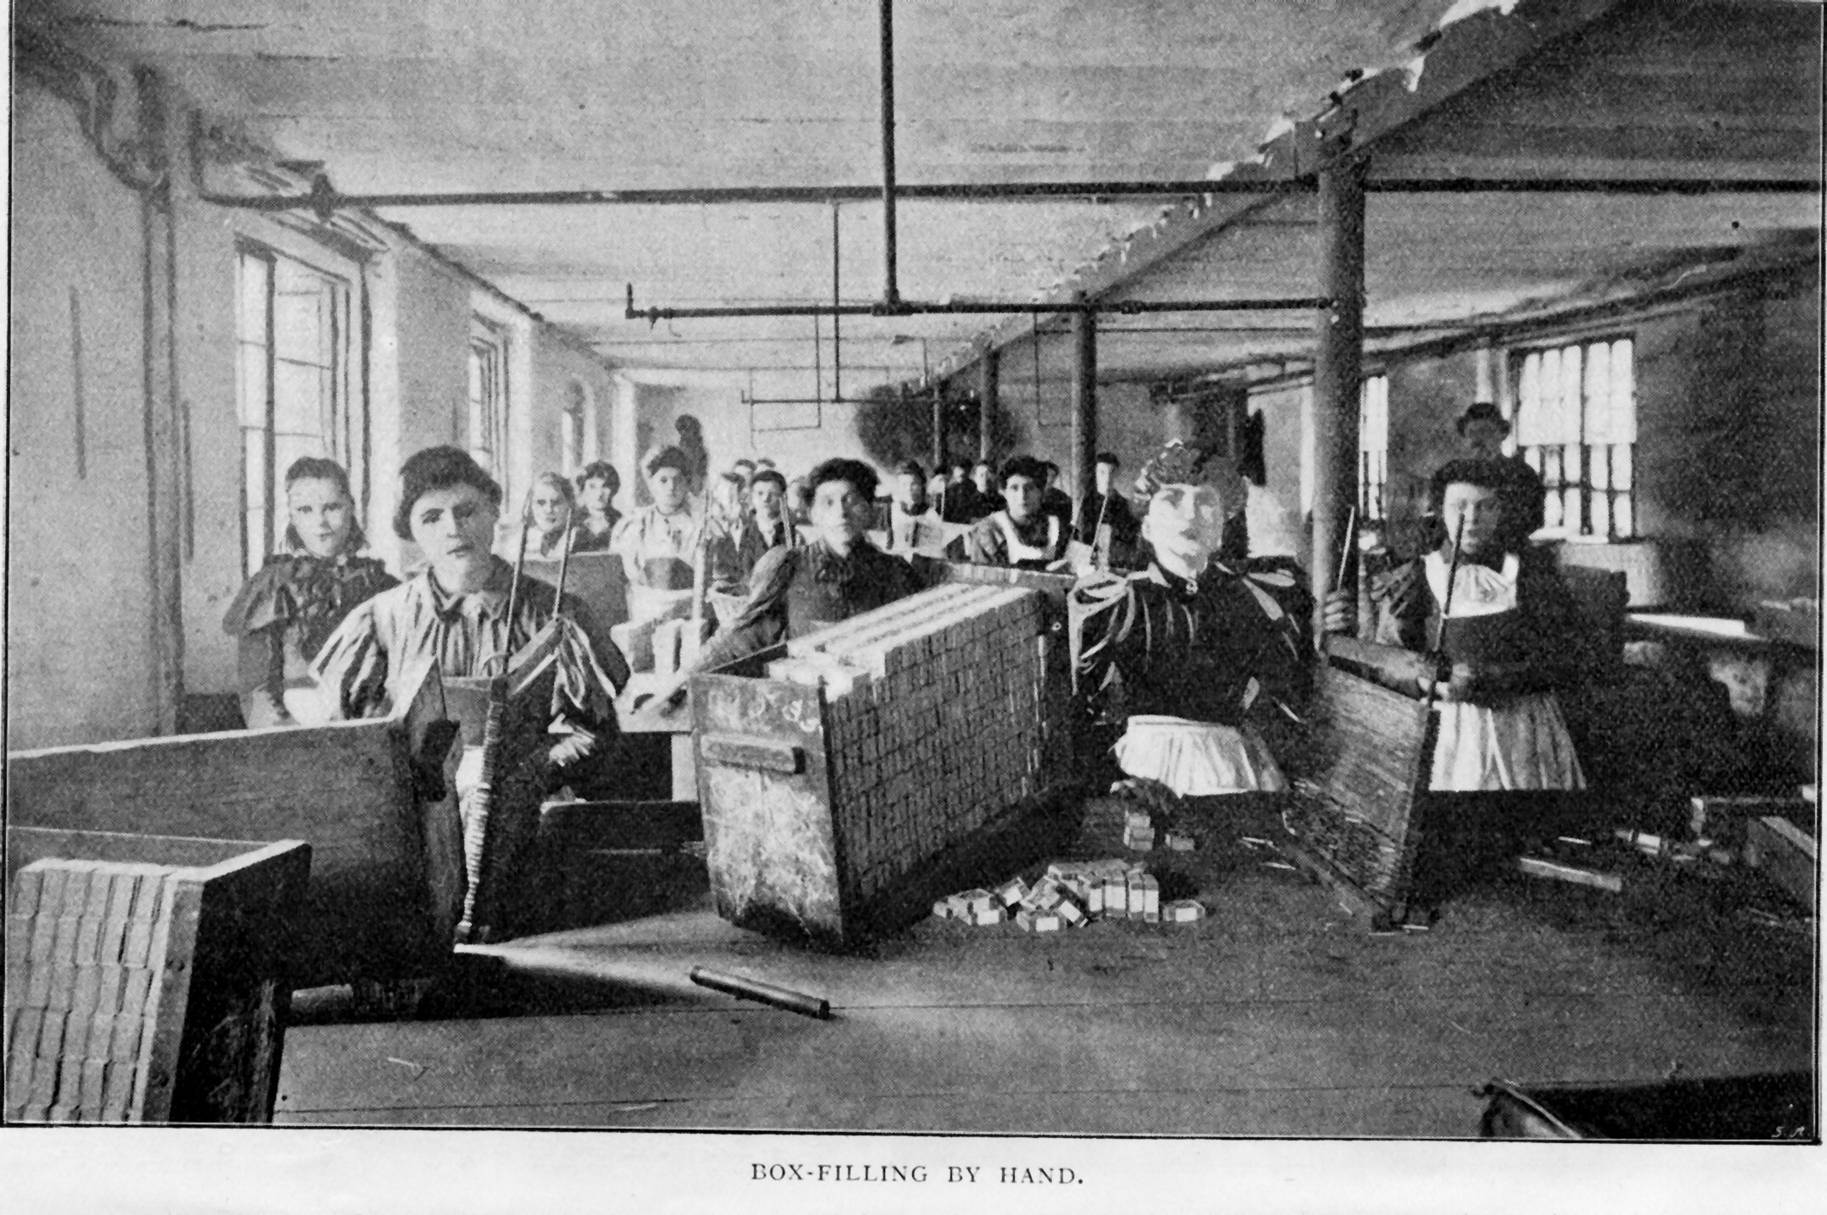 BOX-FILLING BY HAND.
S. A.